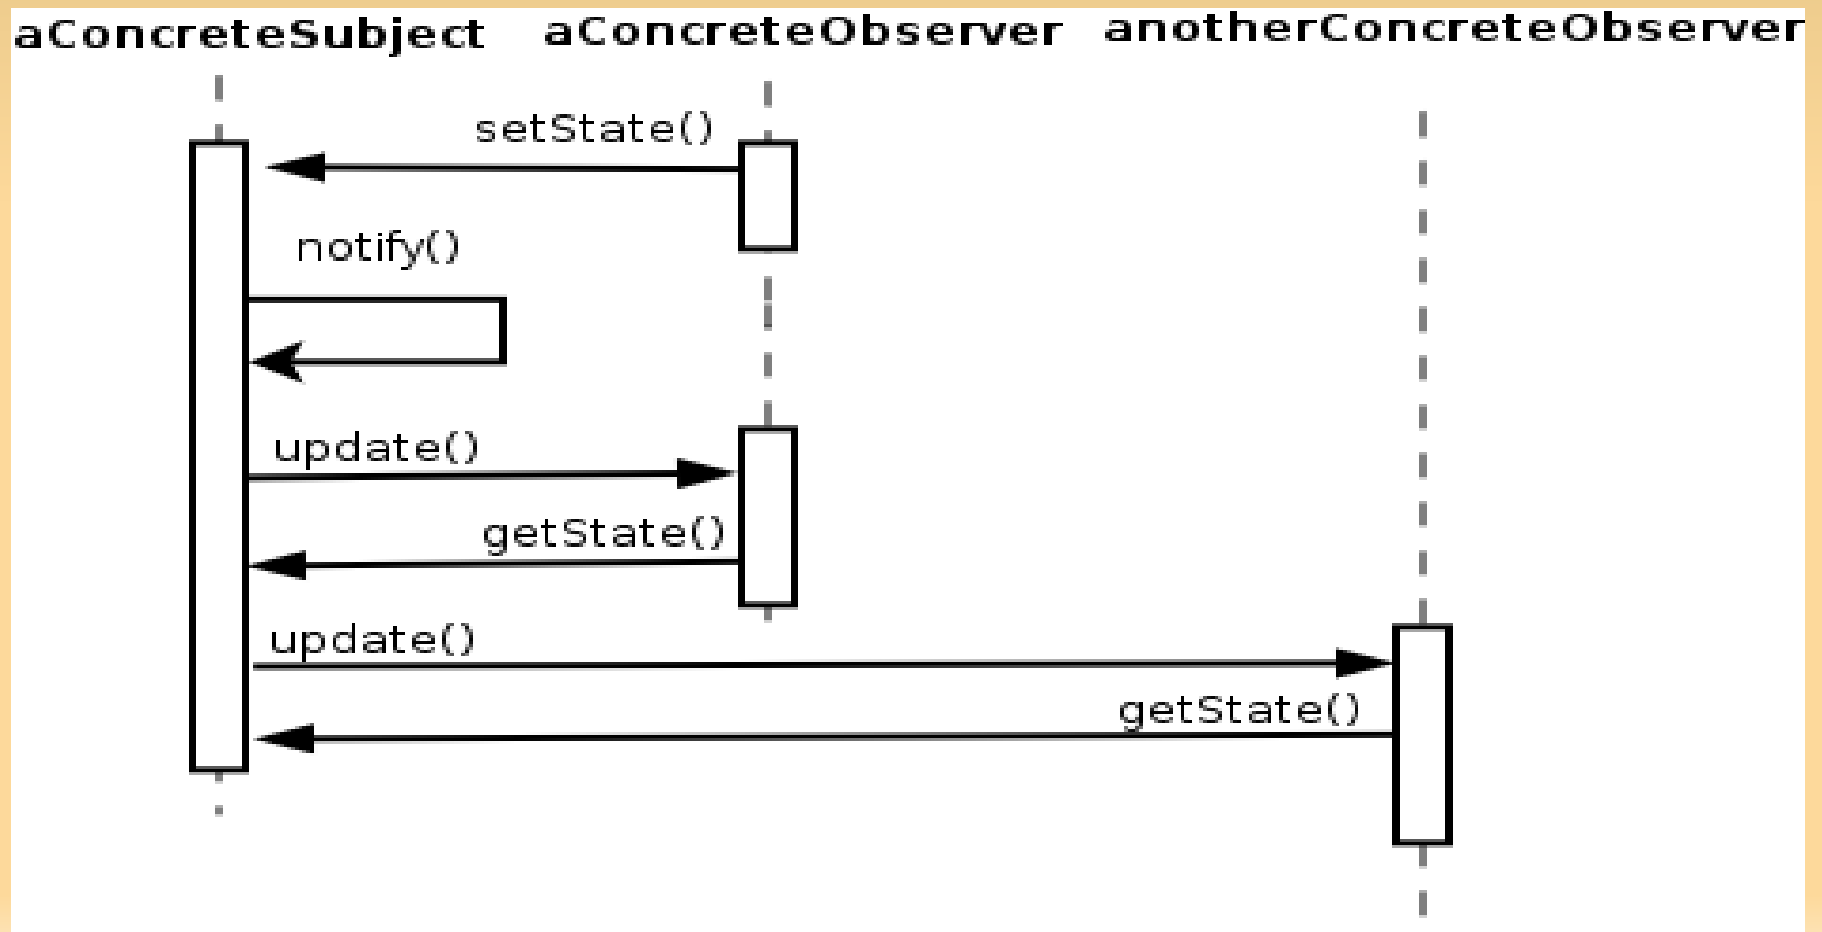 aConcreteSubject aConcreteObserver anotherConcreteObserver
setState()
notify()
update()
getState()
update()
getState()